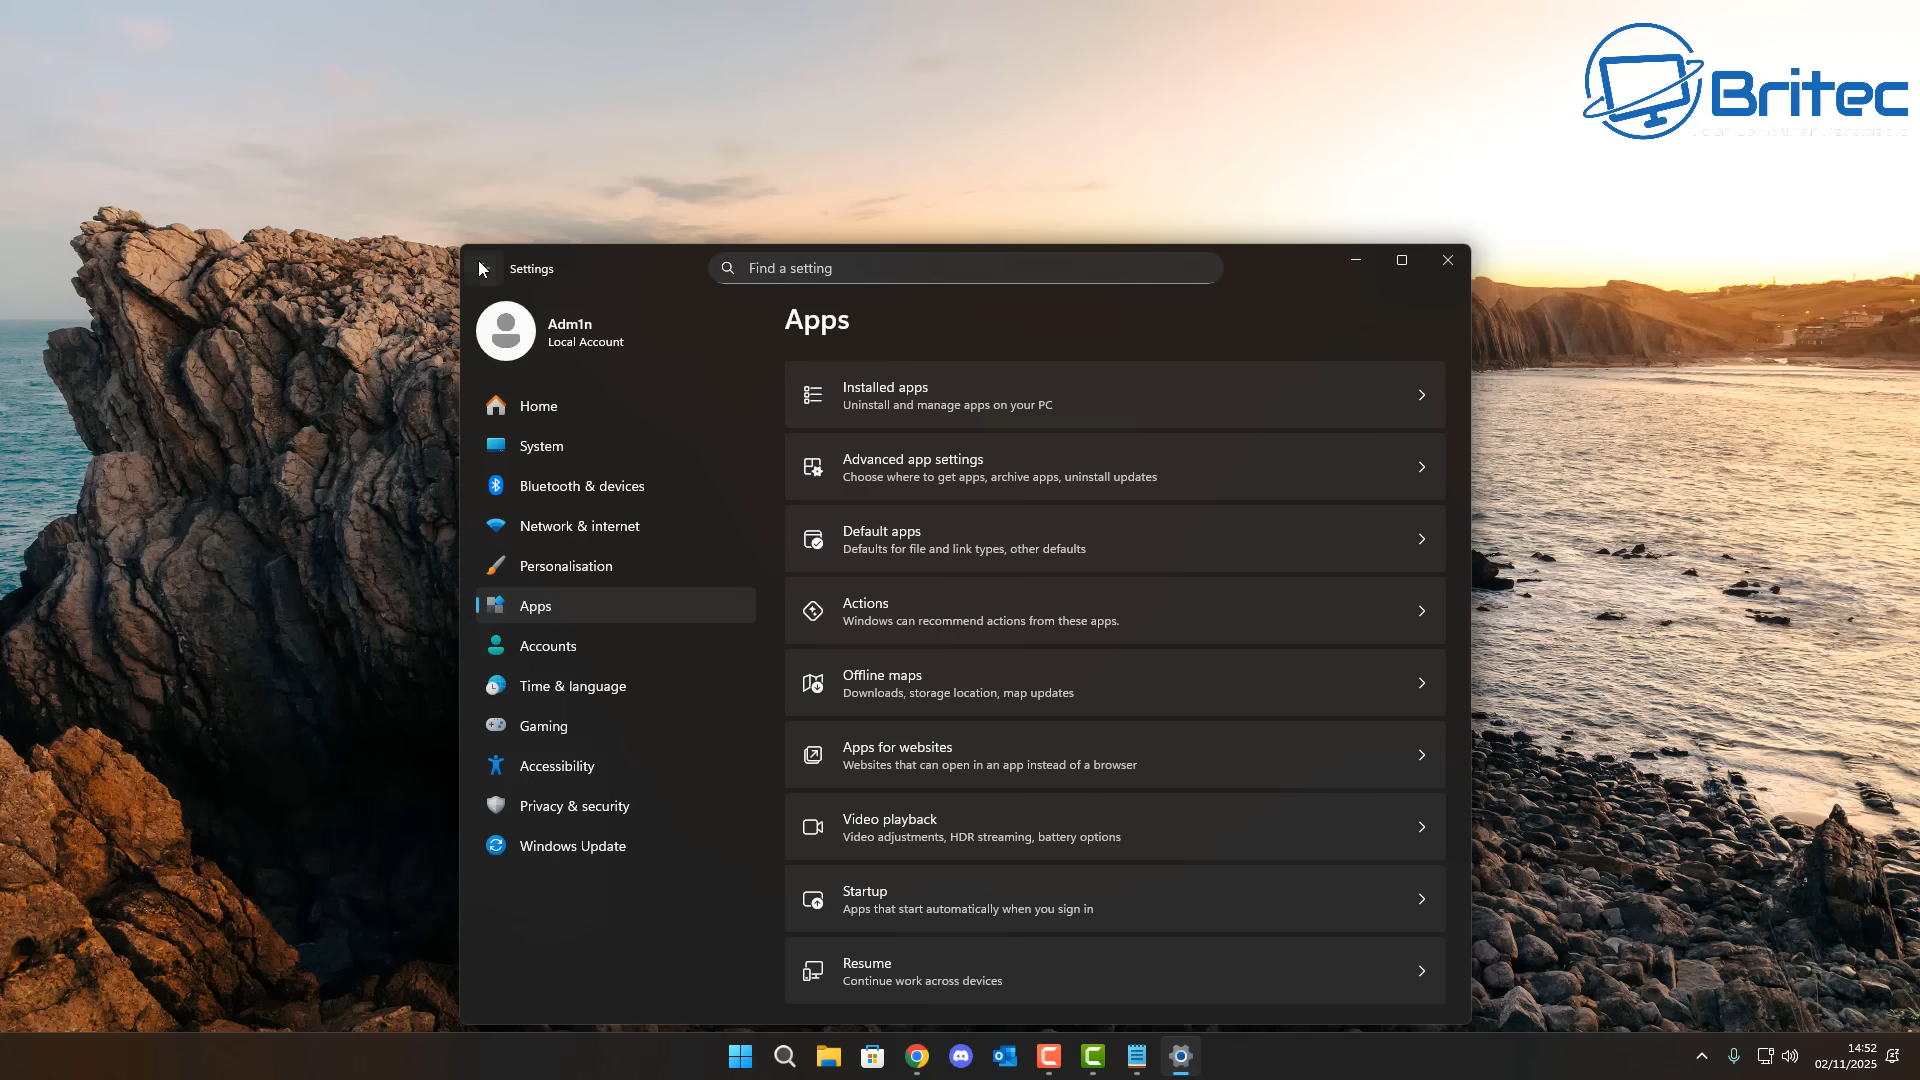 Britec
Settings
Find a setting
Adm1n
Local Account
Home
System
Bluetooth & devices
Network & internet
Personalisation
Apps
Accounts
Time & language
Gaming
Accessibility
Privacy & security
Windows Update
Apps
Installed apps
Uninstall and manage apps on your PC
Advanced app settings
Choose where to get apps, archive apps, uninstall updates
Default apps
Defaults for file and link types, other defaults
Actions
Windows can recommend actions from these apps.
Offline maps
Downloads, storage location, map updates
Apps for websites
Websites that can open in an app instead of a browser
Video playback
Video adjustments, HDR streaming, battery options
Startup
Apps that start automatically when you sign in
Resume
Continue work across devices
14:52
02/11/2025